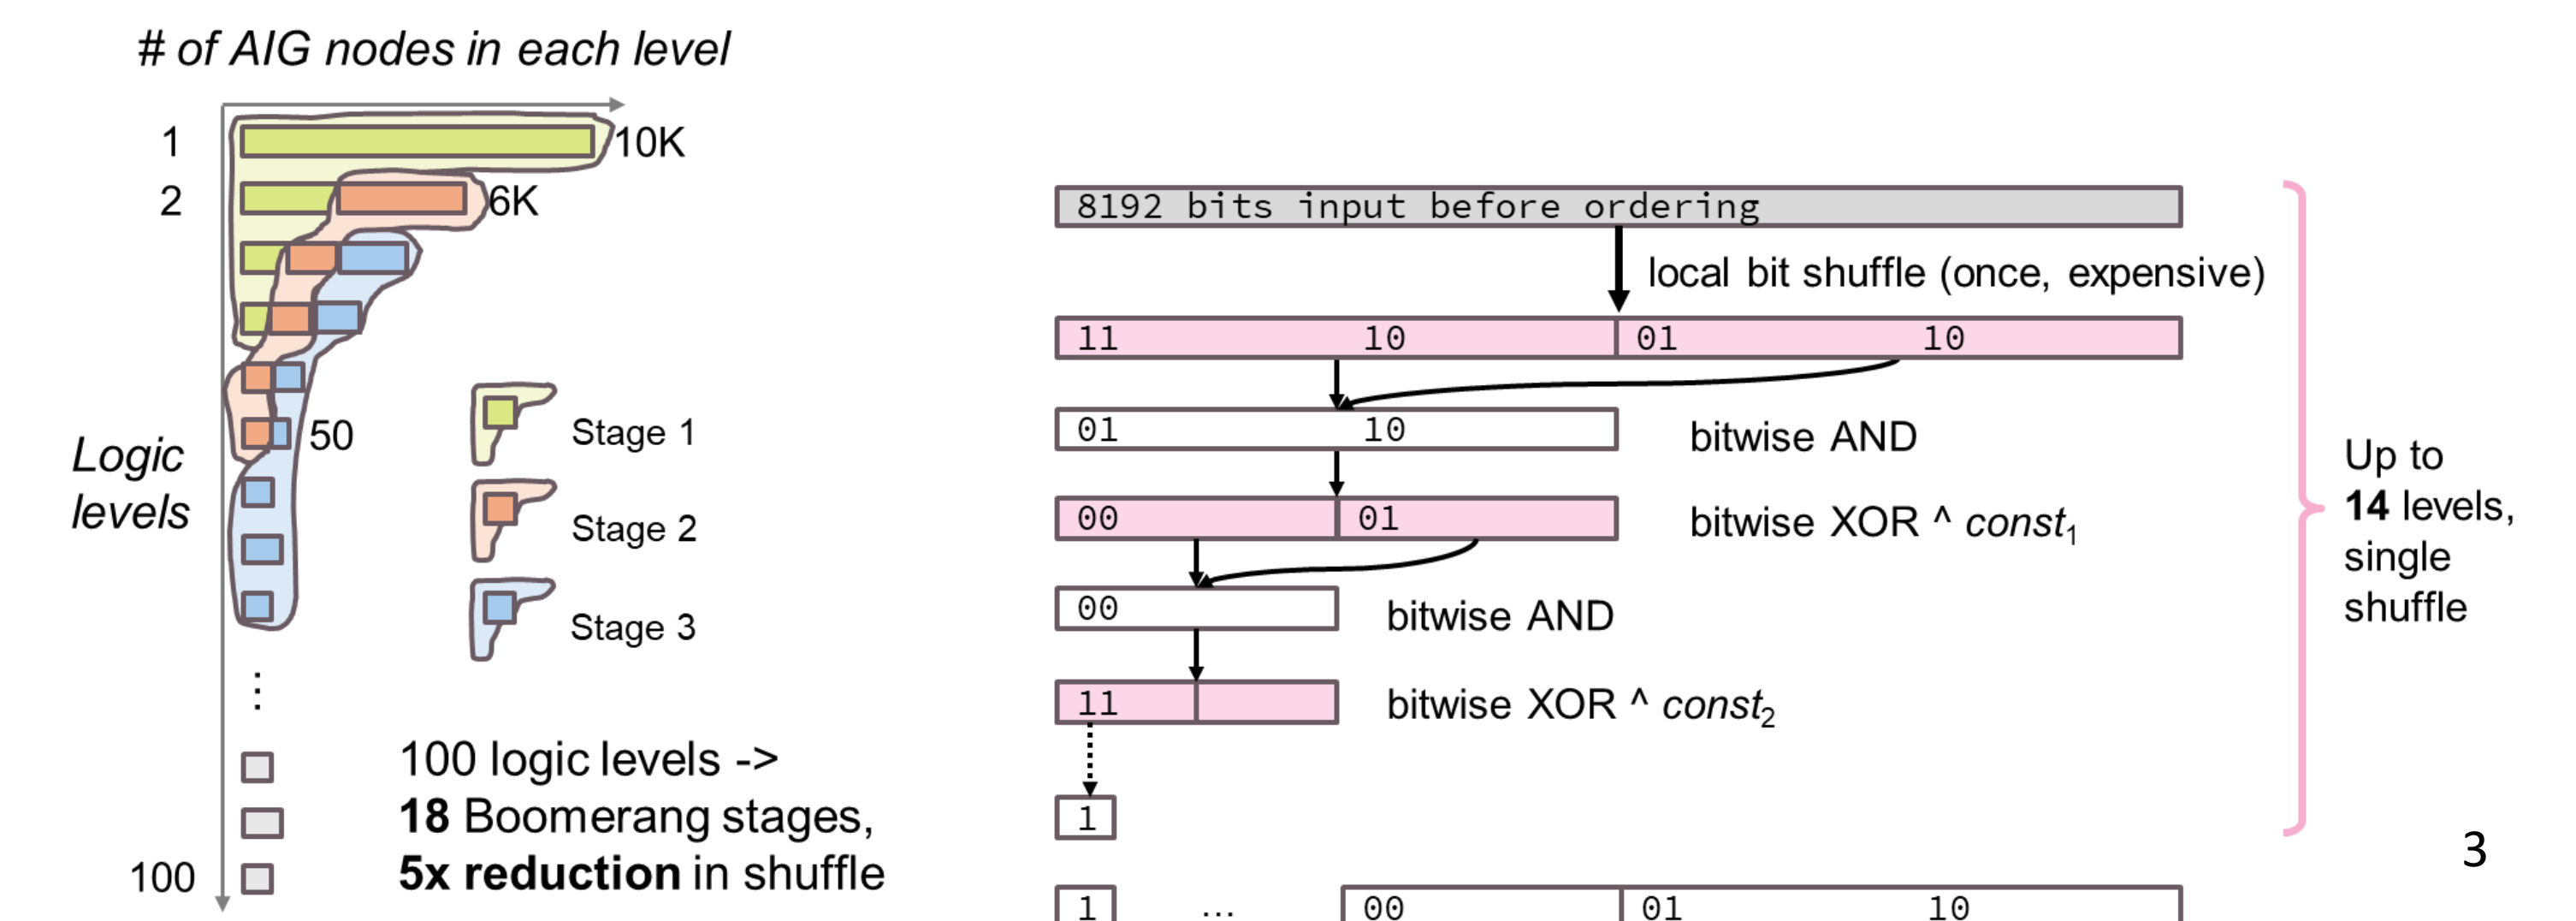 # of AIG nodes in each level
1
10K
2
6K
50
Logic
levels
Stage 1
Stage 2
Stage 3
⋮
100 logic levels ->
18 Boomerang stages,
5x reduction in shuffle
100
8192 bits input before ordering
local bit shuffle (once, expensive)
11 10 01 10
01 10
bitwise AND
00 01
bitwise XOR ^ const1
00
bitwise AND
11
bitwise XOR ^ const2
1
1 ... 00 01 10
Up to
14 levels,
single
shuffle
3